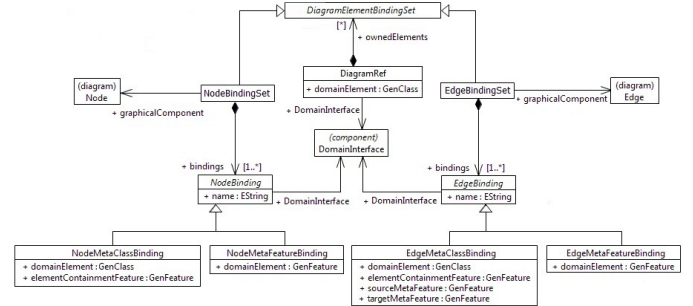 DiagramElementBindingSet
[*]
+ ownedElements
DiagramRef
+ domainElement : GenClass
(diagram)
Node
NodeBindingSet
+ graphicalComponent
EdgeBindingSet
+ graphicalComponent
(diagram)
Edge
+ DomainInterface
(component)
DomainInterface
+ bindings
[1..*]
+ bindings
[1..*]
NodeBinding
+ name : EString
+ DomainInterface
+ DomainInterface
EdgeBinding
+ name : EString
NodeMetaClassBinding
+ domainElement : GenClass
+ elementContainmentFeature : GenFeature
NodeMetaFeatureBinding
+ domainElement : GenFeature
EdgeMetaClassBinding
+ domainElement : GenClass
+ elementContainmentFeature : GenFeature
+ sourceMetaFeature : GenFeature
+ targetMetaFeature : GenFeature
EdgeMetaFeatureBinding
+ domainElement : GenFeature